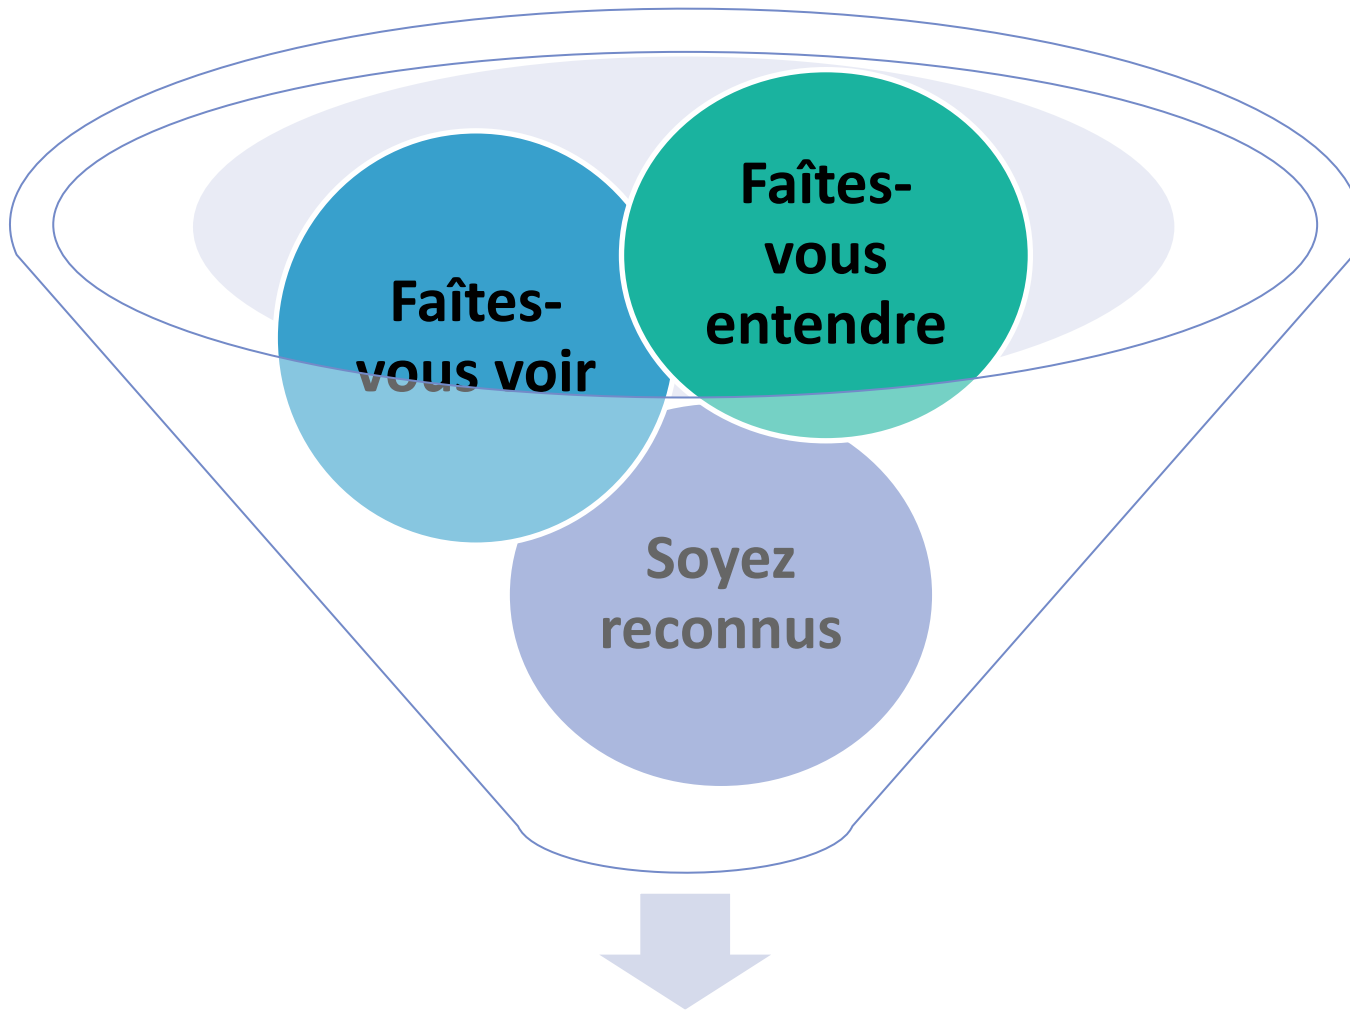 Faîtes-
vous voir
Faîtes-
vous
entendre
Soyez
reconnus